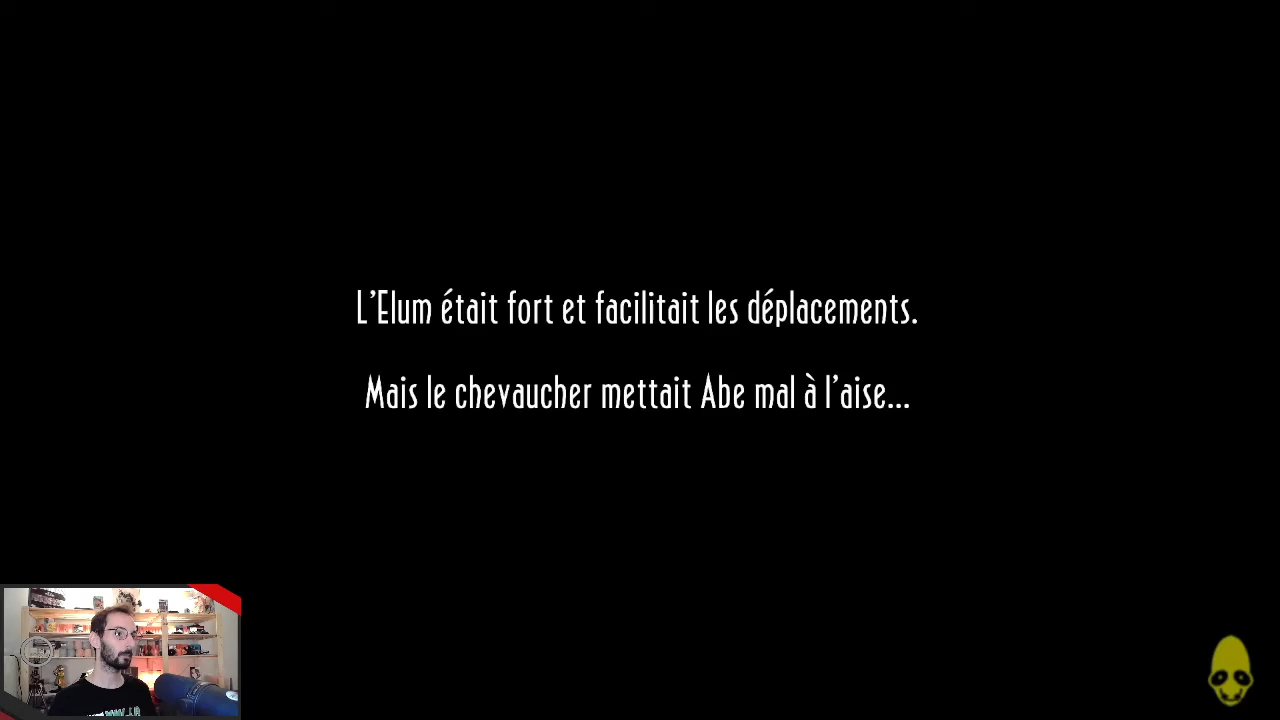 L'Elum était fort et facilitait les déplacements.
Mais le chevaucher mettait Abe mal à l'aise...